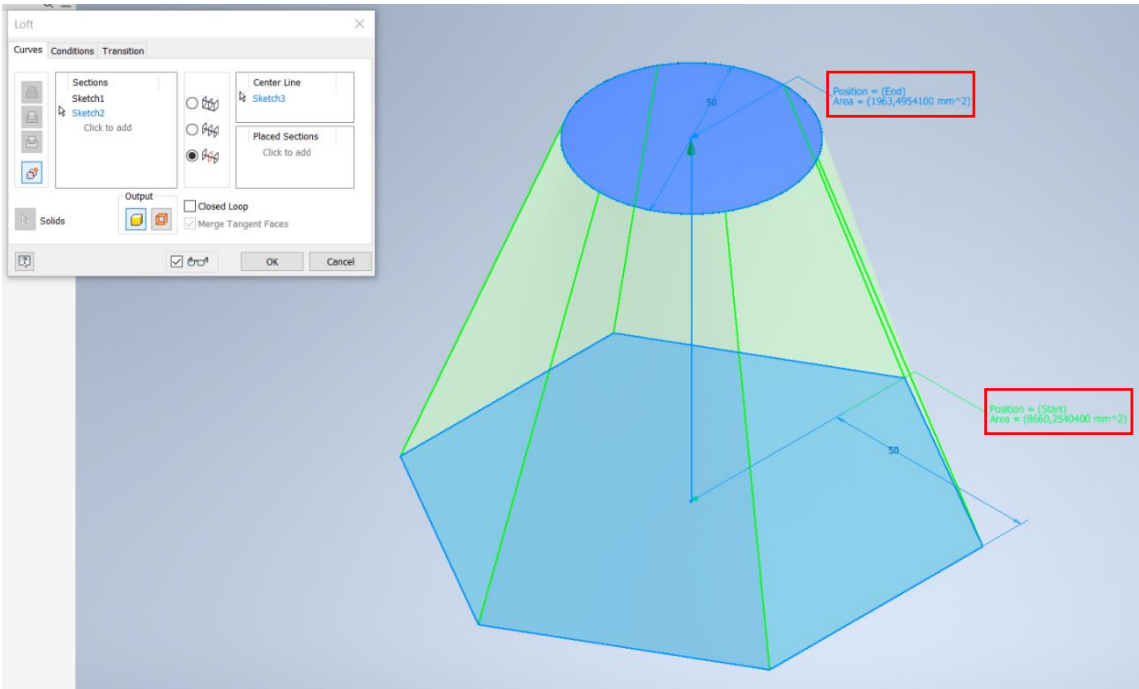 Loft
Curves Conditions Transition
Sections
Sketch1
Sketch2
Click to add
Center Line
Sketch3
Placed Sections
Click to add
Output
Solids
Closed Loop
Merge Tangent Faces
OK Cancel
50
Position = (End)
Area = (1963,4954100 mm^2)
Position = (Start)
Area = (8660,2540400 mm^2)
50